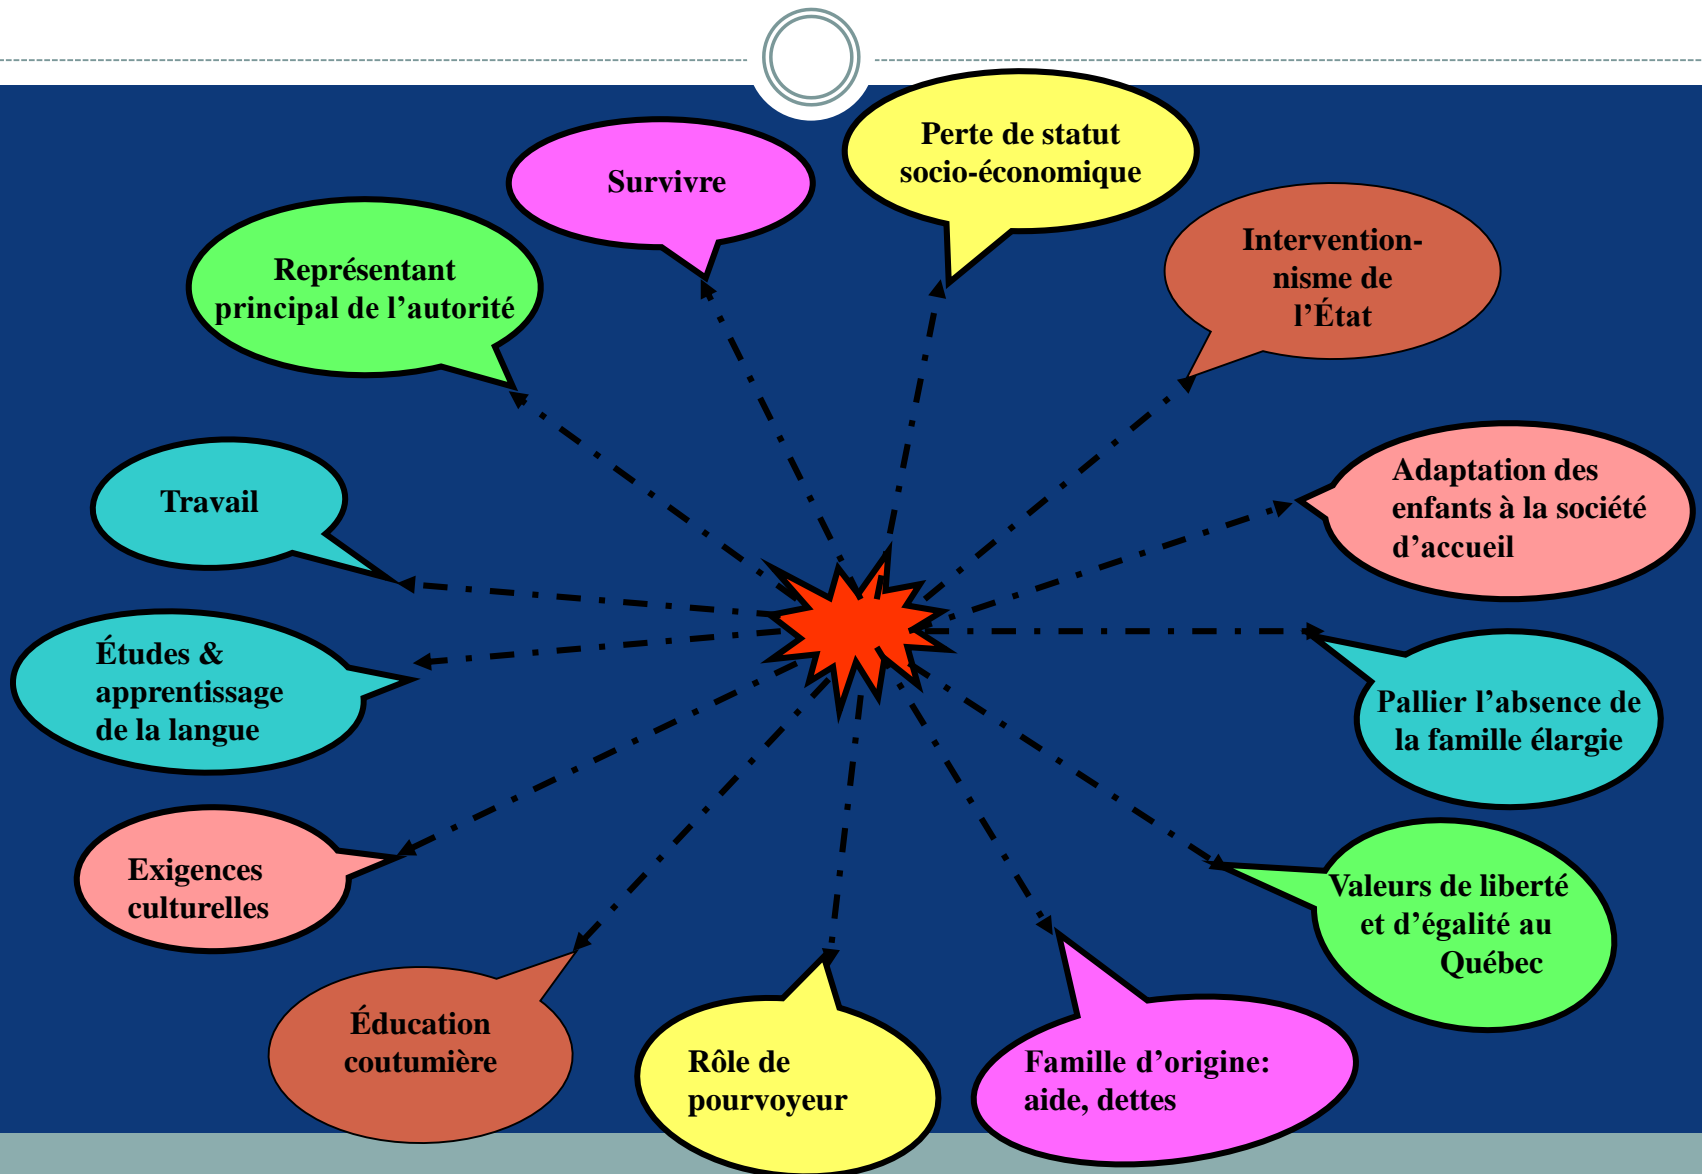 Perte de statut
socio-économique
Survivre
Intervention-
nisme de
l’État
Représentant
principal de l’autorité
Adaptation des
enfants à la société
d’accueil
Travail
Études &
apprentissage
de la langue
Pallier l’absence de
la famille élargie
Exigences
culturelles
Valeurs de liberté
et d’égalité au
Québec
Éducation
coutumière
Rôle de
pourvoyeur
Famille d’origine:
aide, dettes